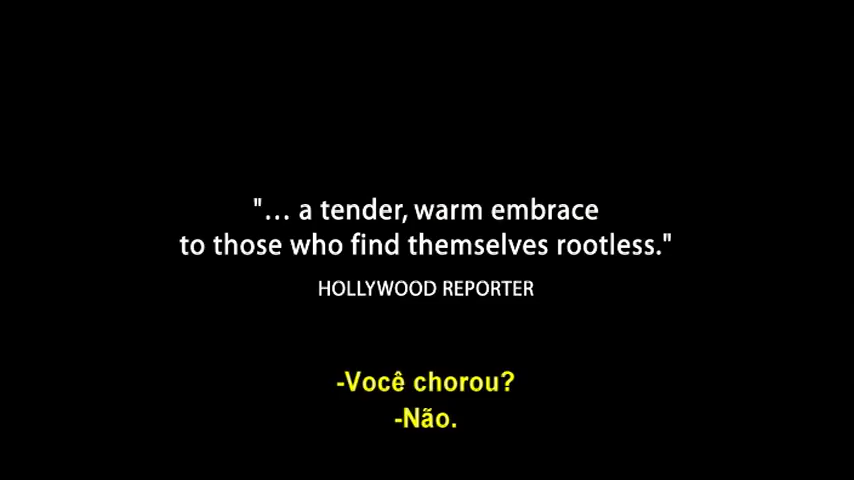 "... a tender, warm embrace
to those who find themselves rootless."
HOLLYWOOD REPORTER
-Você chorou?
-Não.